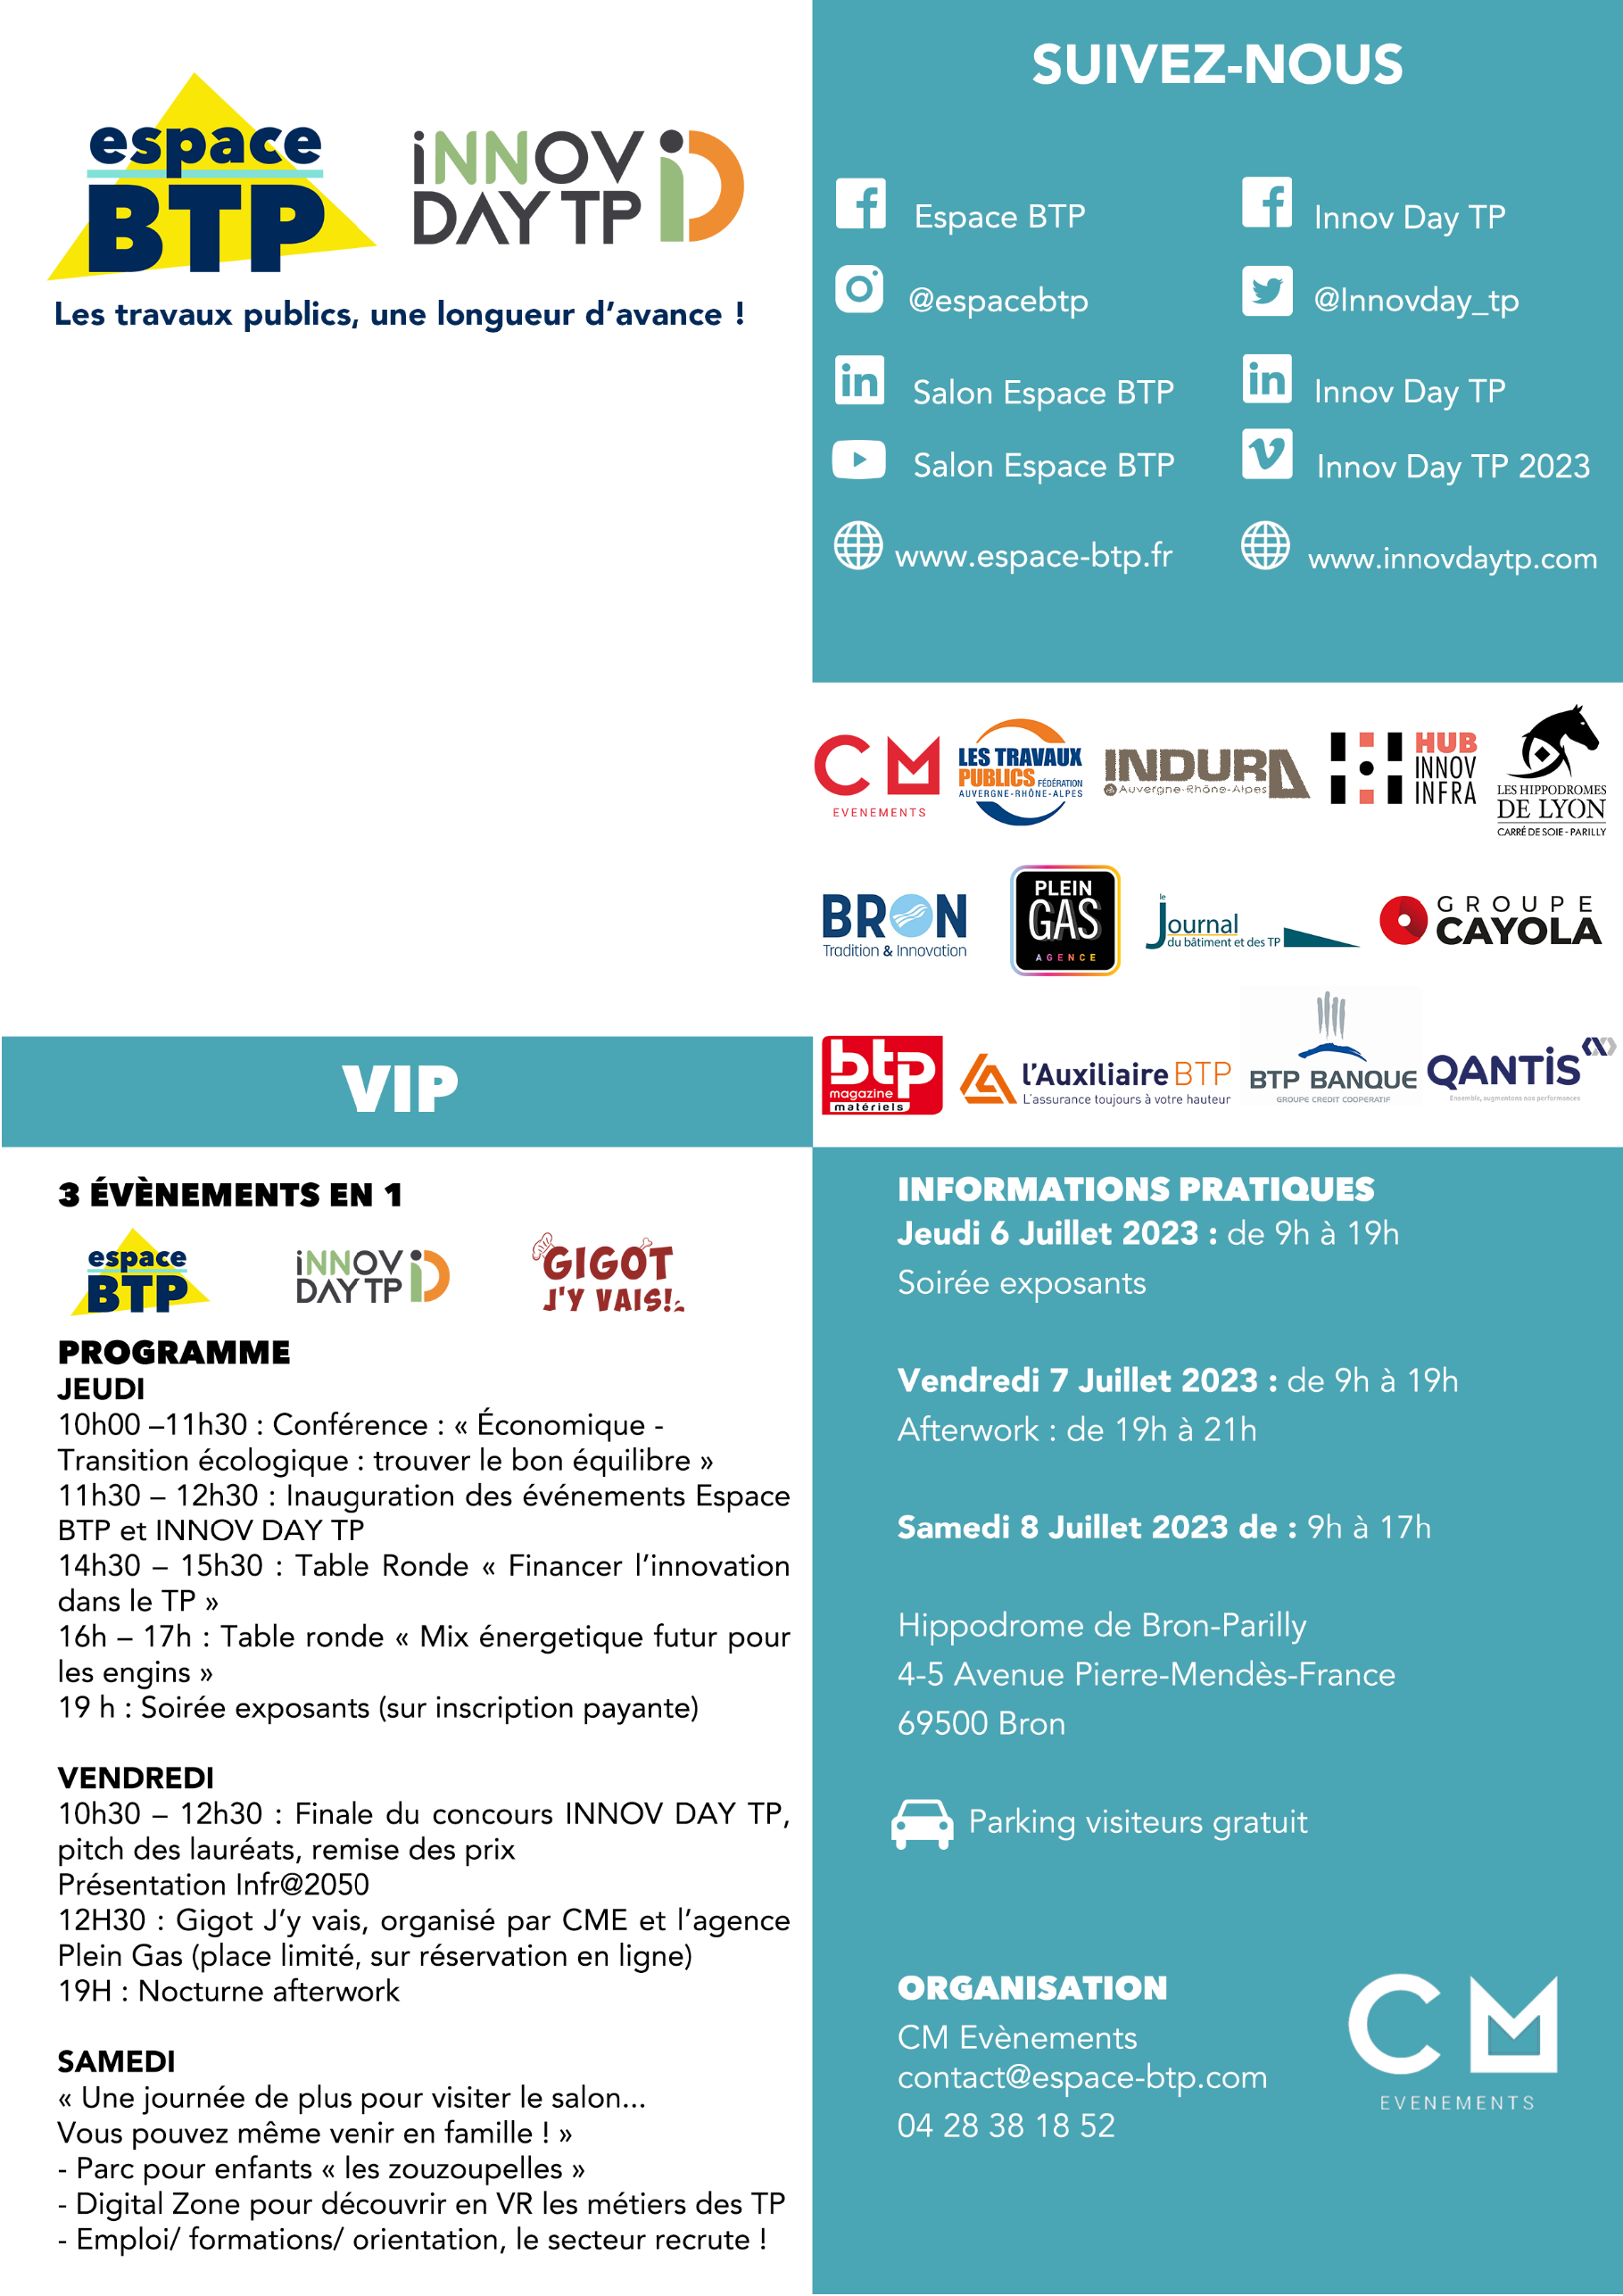 espace
BTP
iNNOV
DAY TP
Les travaux publics, une longueur d'avance !
SUIVEZ-NOUS
Espace BTP
Innov Day TP
@espacebtp
@Innovday_tp
Salon Espace BTP
Innov Day TP
Salon Espace BTP
Innov Day TP 2023
www.espace-btp.fr
www.innovdaytp.com
CM
EVENEMENTS
LES TRAVAUX
PUBLICS FÉDÉRATION
AUVERGNE-RHÔNE-ALPES
INDURA
Auvergne-Rhône-Alpes
HUB
INNOV
INFRA
LES HIPPODROMES
DE LYON
CARRÉ DE SOIE - PARILLY
BRON
Tradition & Innovation
PLEIN
GAS
AGENCE
le
Journal
du bâtiment et des TP
GROUPE
CAYOLA
btp
magazine
matériels
l'Auxiliaire BTP
L'assurance toujours à votre hauteur
BTP BANQUE
GROUPE CREDIT COOPERATIF
QANTiS
Ensemble, augmentons nos performances
VIP
3 ÉVÈNEMENTS EN 1
espace
BTP
iNNOV
DAY TP
GIGOT
J'Y VAIS!
PROGRAMME
JEUDI
10h00 –11h30 : Conférence : « Économique -
Transition écologique : trouver le bon équilibre »
11h30 – 12h30 : Inauguration des événements Espace
BTP et INNOV DAY TP
14h30 – 15h30 : Table Ronde « Financer l'innovation
dans le TP »
16h – 17h : Table ronde « Mix énergetique futur pour
les engins »
19 h : Soirée exposants (sur inscription payante)
VENDREDI
10h30 – 12h30 : Finale du concours INNOV DAY TP,
pitch des lauréats, remise des prix
Présentation Infr@2050
12H30 : Gigot J'y vais, organisé par CME et l'agence
Plein Gas (place limité, sur réservation en ligne)
19H : Nocturne afterwork
SAMEDI
« Une journée de plus pour visiter le salon...
Vous pouvez même venir en famille ! »
- Parc pour enfants « les zouzoupelles »
- Digital Zone pour découvrir en VR les métiers des TP
- Emploi/ formations/ orientation, le secteur recrute !
INFORMATIONS PRATIQUES
Jeudi 6 Juillet 2023 : de 9h à 19h
Soirée exposants
Vendredi 7 Juillet 2023 : de 9h à 19h
Afterwork : de 19h à 21h
Samedi 8 Juillet 2023 de : 9h à 17h
Hippodrome de Bron-Parilly
4-5 Avenue Pierre-Mendès-France
69500 Bron
Parking visiteurs gratuit
ORGANISATION
CM Evènements
contact@espace-btp.com
04 28 38 18 52
CM
EVENEMENTS